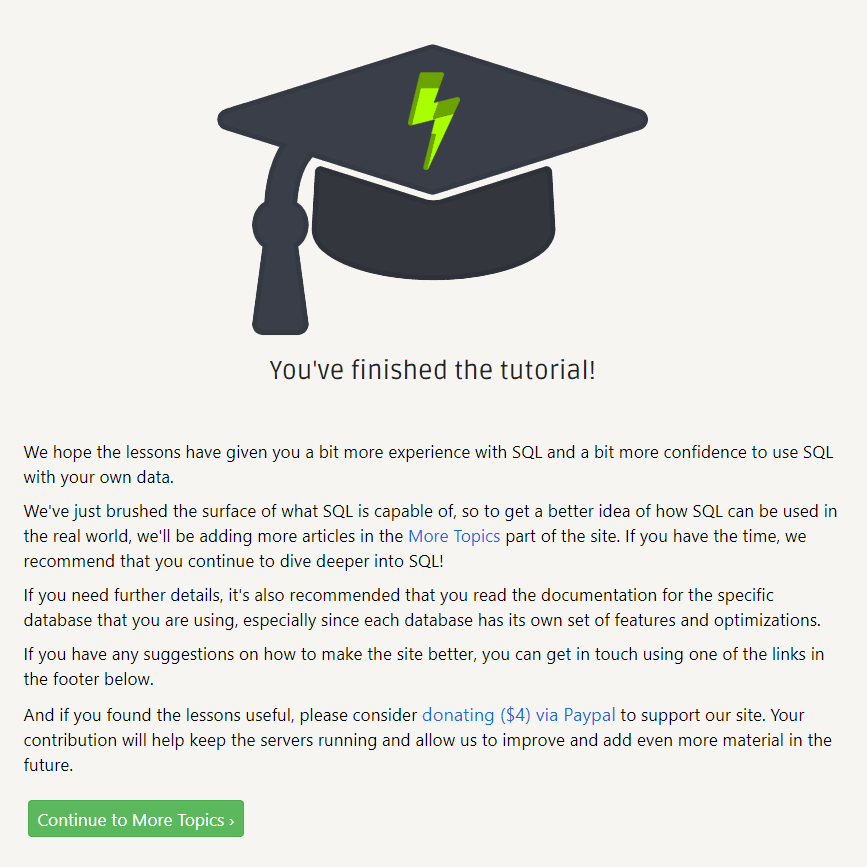 You've finished the tutorial!
We hope the lessons have given you a bit more experience with SQL and a bit more confidence to use SQL
with your own data.
We've just brushed the surface of what SQL is capable of, so to get a better idea of how SQL can be used in
the real world, we'll be adding more articles in the More Topics part of the site. If you have the time, we
recommend that you continue to dive deeper into SQL!
If you need further details, it's also recommended that you read the documentation for the specific
database that you are using, especially since each database has its own set of features and optimizations.
If you have any suggestions on how to make the site better, you can get in touch using one of the links in
the footer below.
And if you found the lessons useful, please consider donating ($4) via Paypal to support our site. Your
contribution will help keep the servers running and allow us to improve and add even more material in the
future.
Continue to More Topics ›